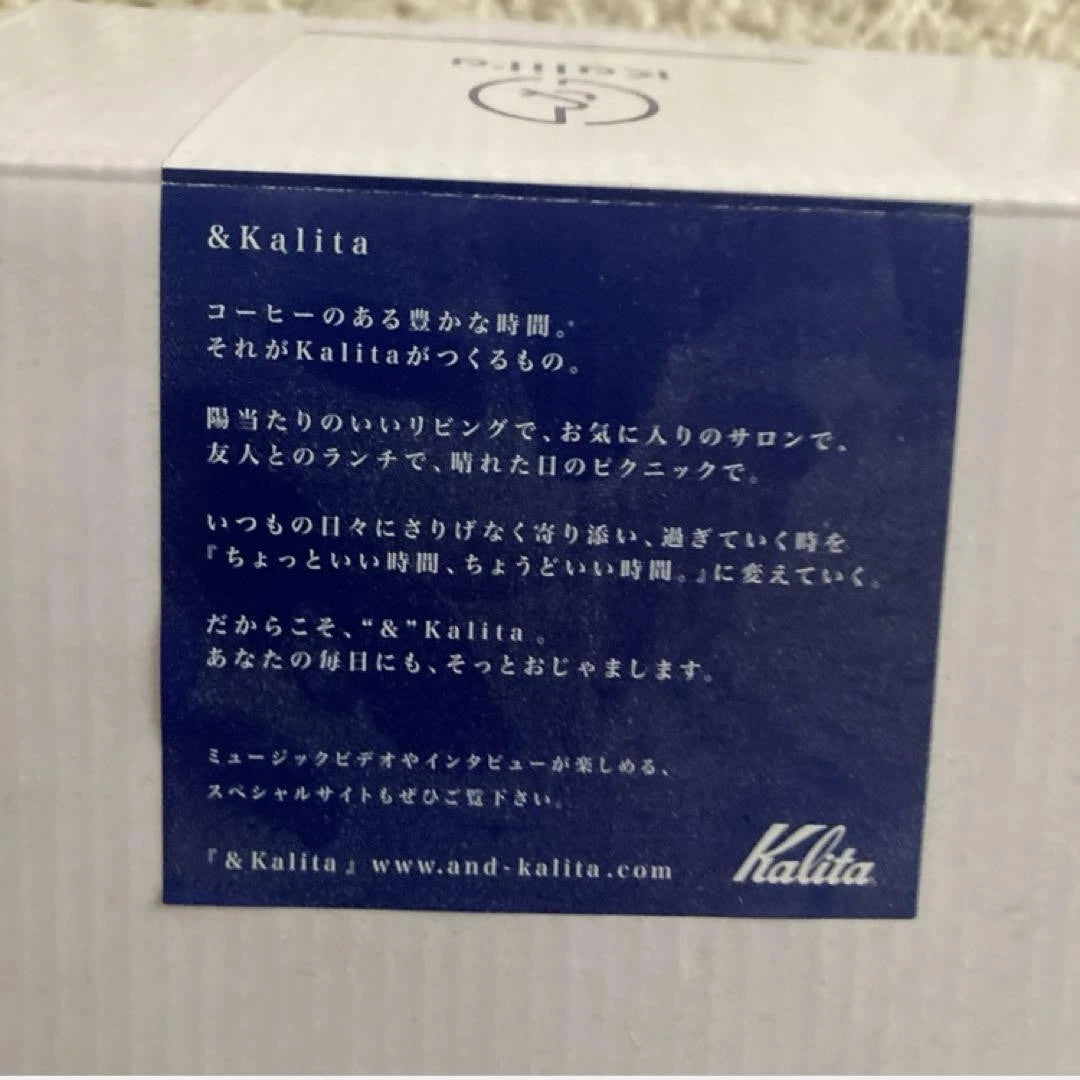 Kalita
&
&Kalita
コーヒーのある豊かな時間。
それがKalitaがつくるもの。
陽当たりのいいリビングで、お気に入りのサロンで、
友人とのランチで、晴れた日のピクニックで。
いつもの日々にさりげなく寄り添い、過ぎていく時を
『ちょっといい時間、ちょうどいい時間。』に変えていく。
だからこそ、“&”Kalita。
あなたの毎日にも、そっとおじゃまします。
ミュージックビデオやインタビューが楽しめる、
スペシャルサイトもぜひご覧下さい。
『&Kalita』www.and-kalita.com
Kalita